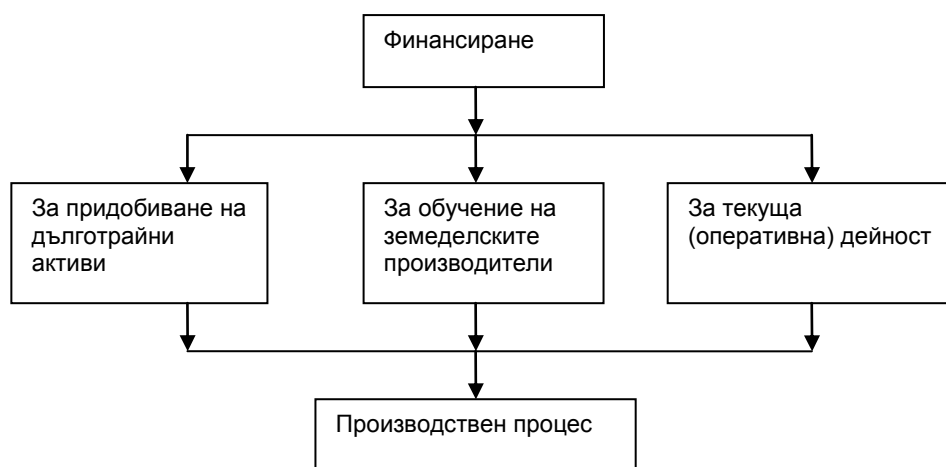 Финансиране
За придобиване на
дълготрайни
активи
За обучение на
земеделските
производители
За текуща
(оперативна) дейност
Производствен процес